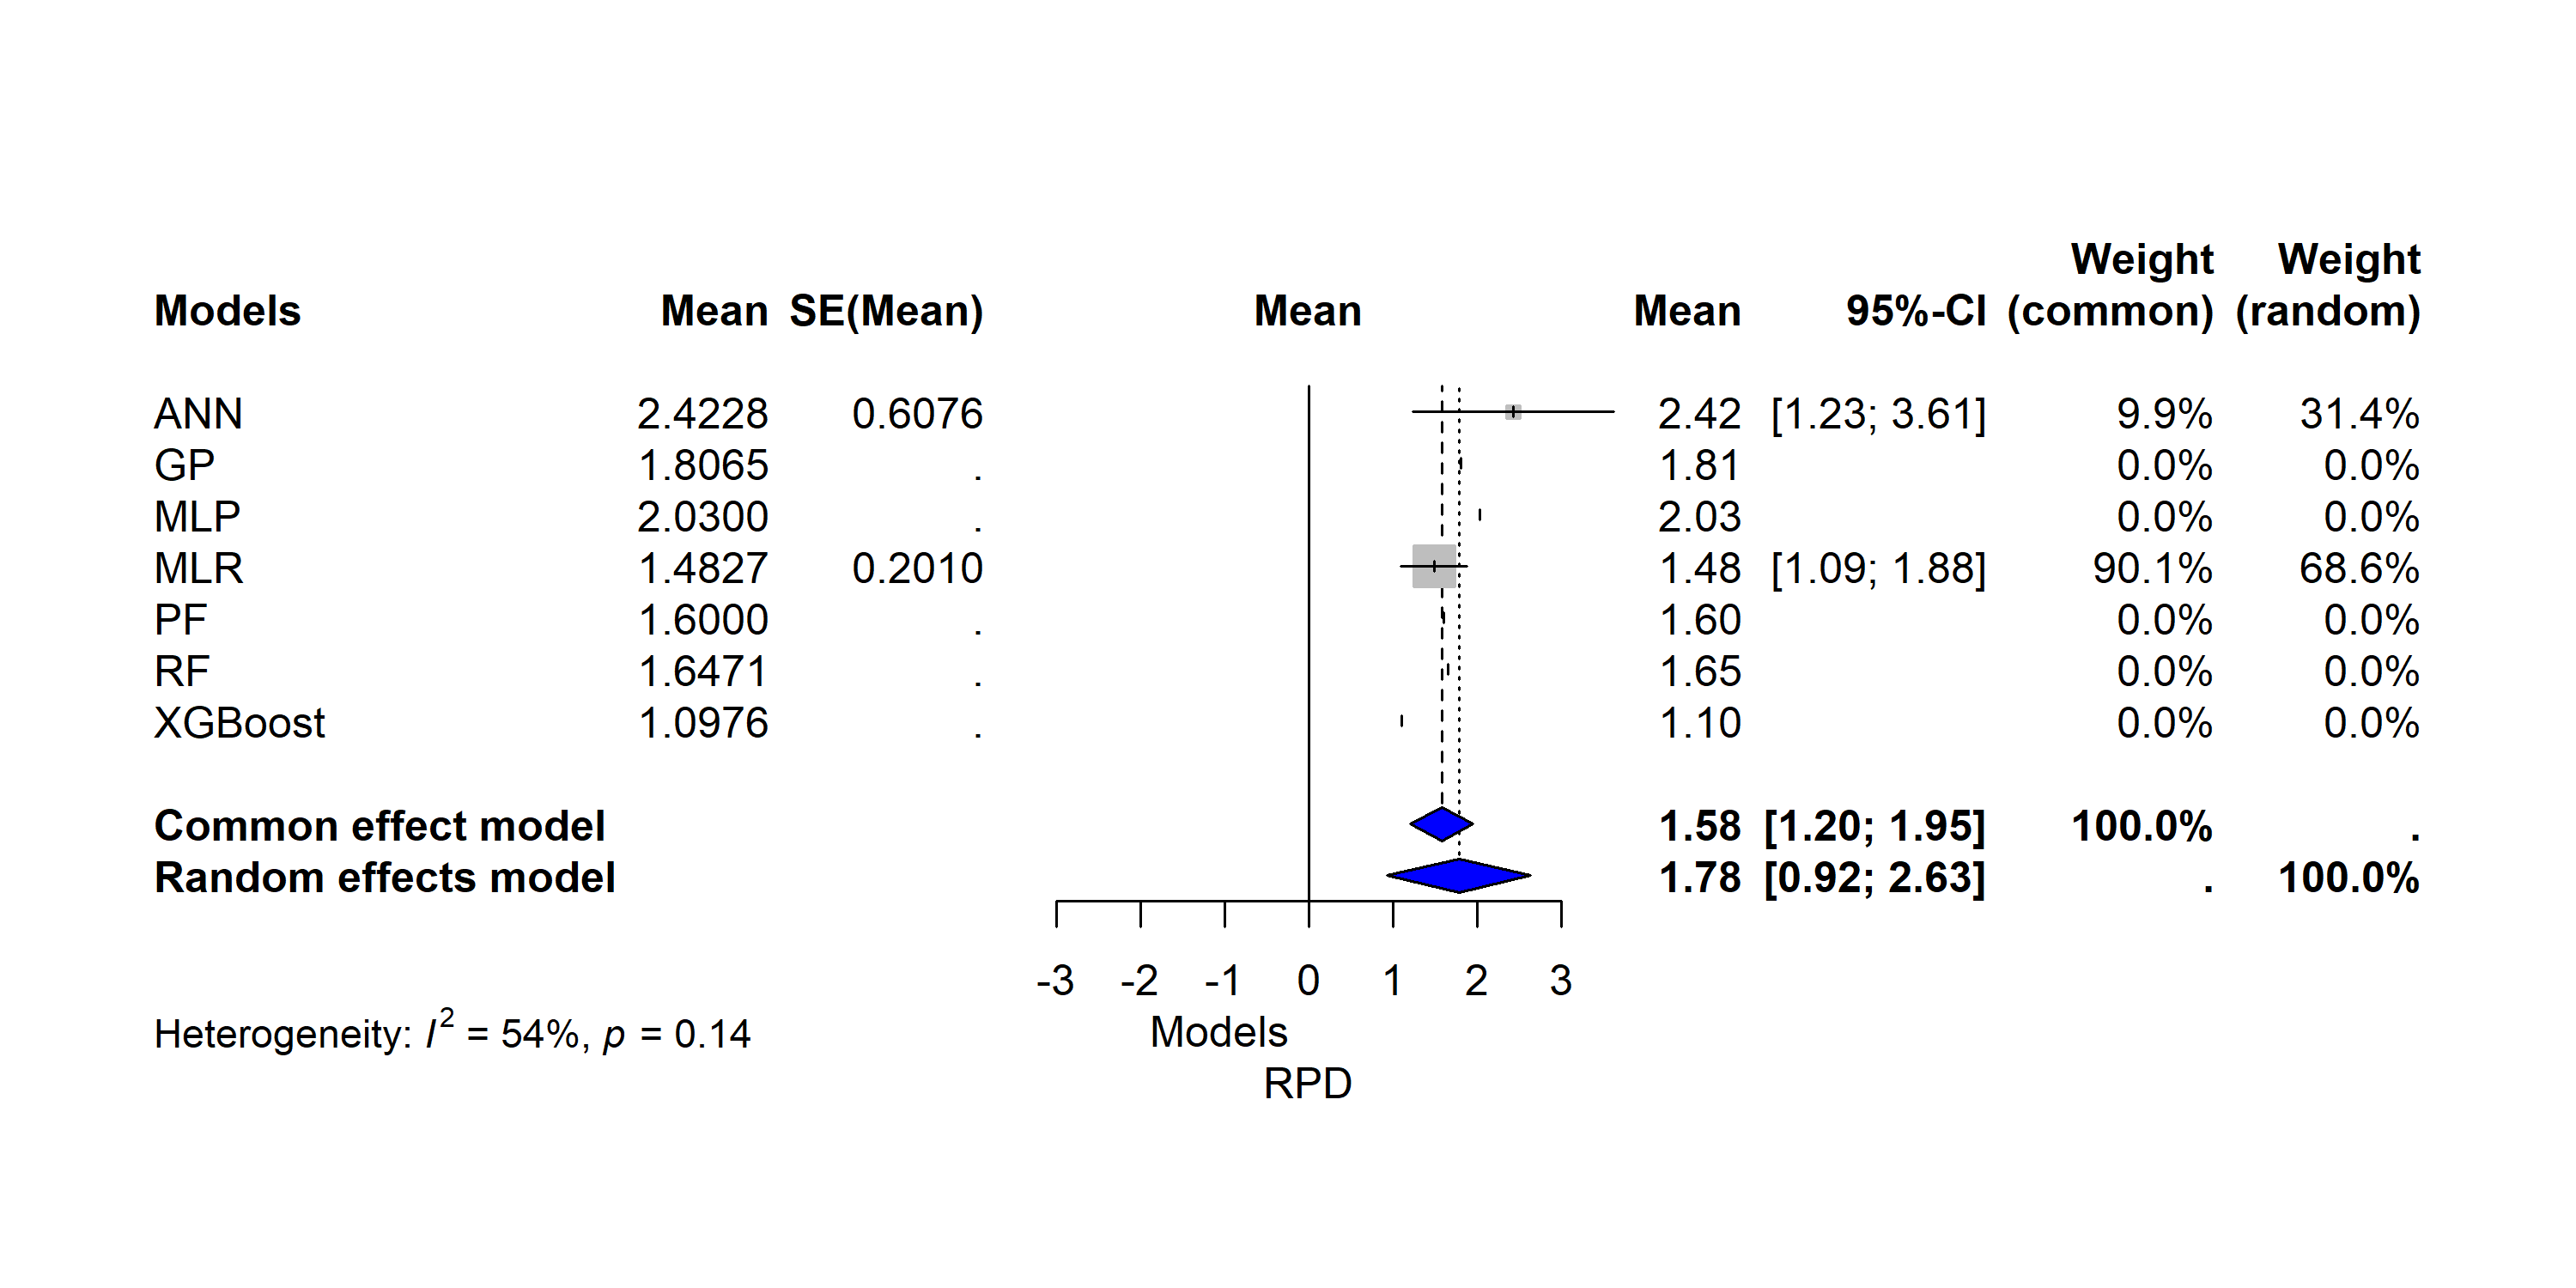 Weight Weight
Models Mean SE(Mean) Mean Mean 95%-CI (common) (random)
ANN 2.4228 0.6076 2.42 [1.23; 3.61] 9.9% 31.4%
GP 1.8065 . 1.81 0.0% 0.0%
MLP 2.0300 . 2.03 0.0% 0.0%
MLR 1.4827 0.2010 1.48 [1.09; 1.88] 90.1% 68.6%
PF 1.6000 . 1.60 0.0% 0.0%
RF 1.6471 . 1.65 0.0% 0.0%
XGBoost 1.0976 . 1.10 0.0% 0.0%
Common effect model 1.58 [1.20; 1.95] 100.0% .
Random effects model 1.78 [0.92; 2.63] . 100.0%
-3 -2 -1 0 1 2 3
Heterogeneity: I² = 54%, p = 0.14 Models
RPD